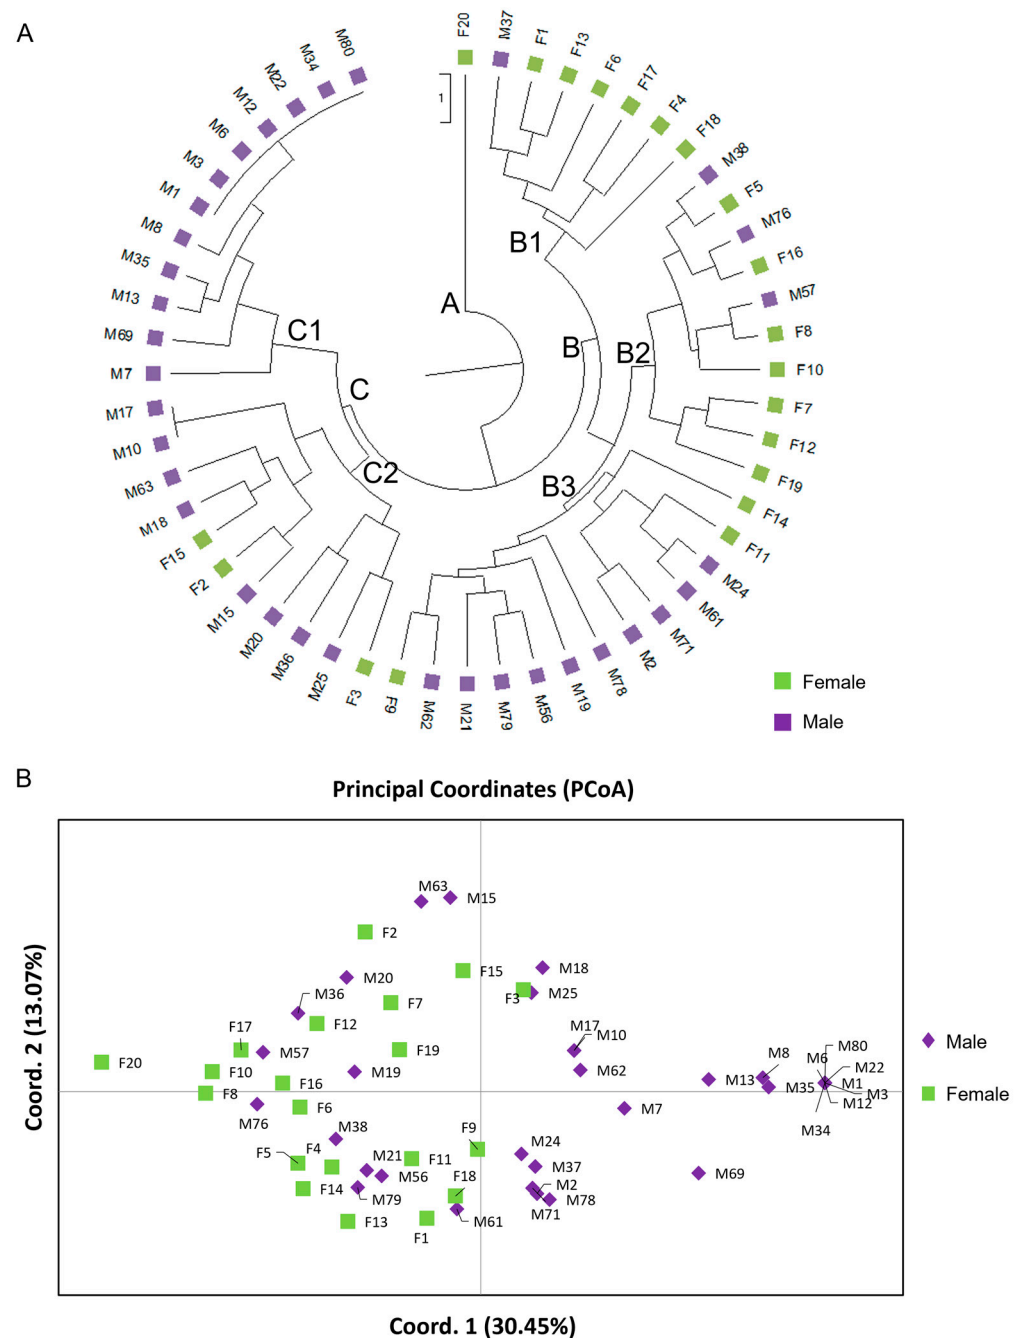 A
F20
M37
F1
F13
F6
F17
F4
F18
M38
F5
M76
F16
M57
F8
F10
F7
F12
F19
F14
F11
M24
M61
M71
M2
M78
M19
M56
M79
M21
M62
F9
F3
M25
M36
M20
M15
F2
F15
M18
M63
M10
M17
M7
M69
M13
M35
M8
M1
M3
M6
M12
M22
M34
M80
1
A
B
B1
B2
B3
C
C1
C2
Female
Male
B
Principal Coordinates (PCoA)
Coord. 2 (13.07%)
M63
M15
F2
M20
F15
M18
M36
F7
F3
M25
F12
F17
M17
M10
M57
F19
F20
F10
M19
M62
M8
M6
M80
M22
F16
M13
M35
M1
M3
F8
M12
F6
M7
M34
M76
M38
F9
F5
F4
M21
F11
M24
M56
F18
M37
M69
F14
M79
M2
M78
M71
F13
F1
M61
Male
Female
Coord. 1 (30.45%)